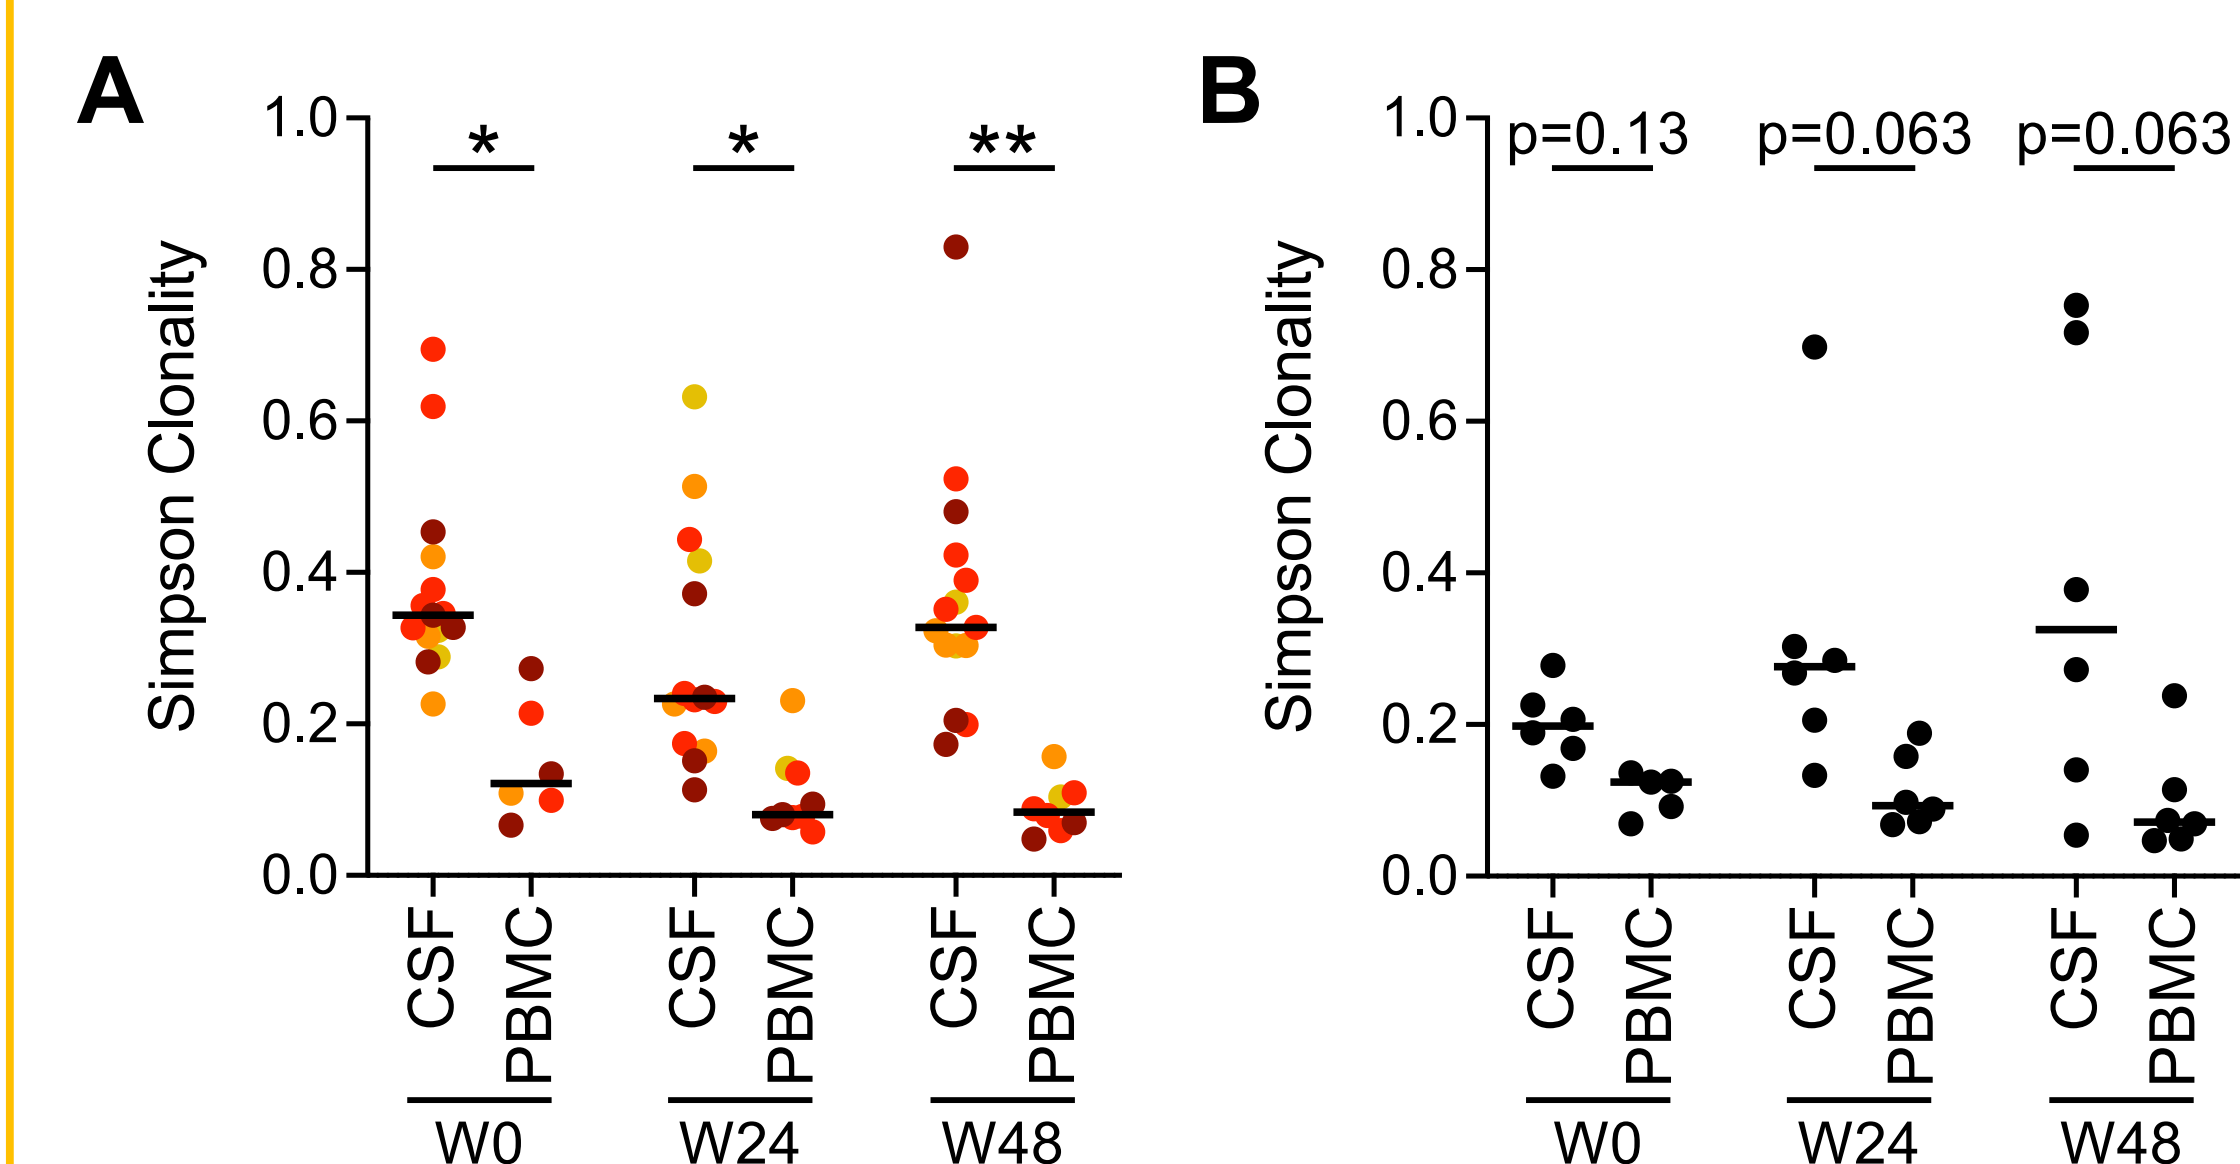 A
Simpson Clonality
1.0
0.8
0.6
0.4
0.2
0.0
*
*
**
CSF
PBMC
CSF
PBMC
CSF
PBMC
W0
W24
W48
B
Simpson Clonality
1.0
0.8
0.6
0.4
0.2
0.0
p=0.13
p=0.063
p=0.063
CSF
PBMC
CSF
PBMC
CSF
PBMC
W0
W24
W48